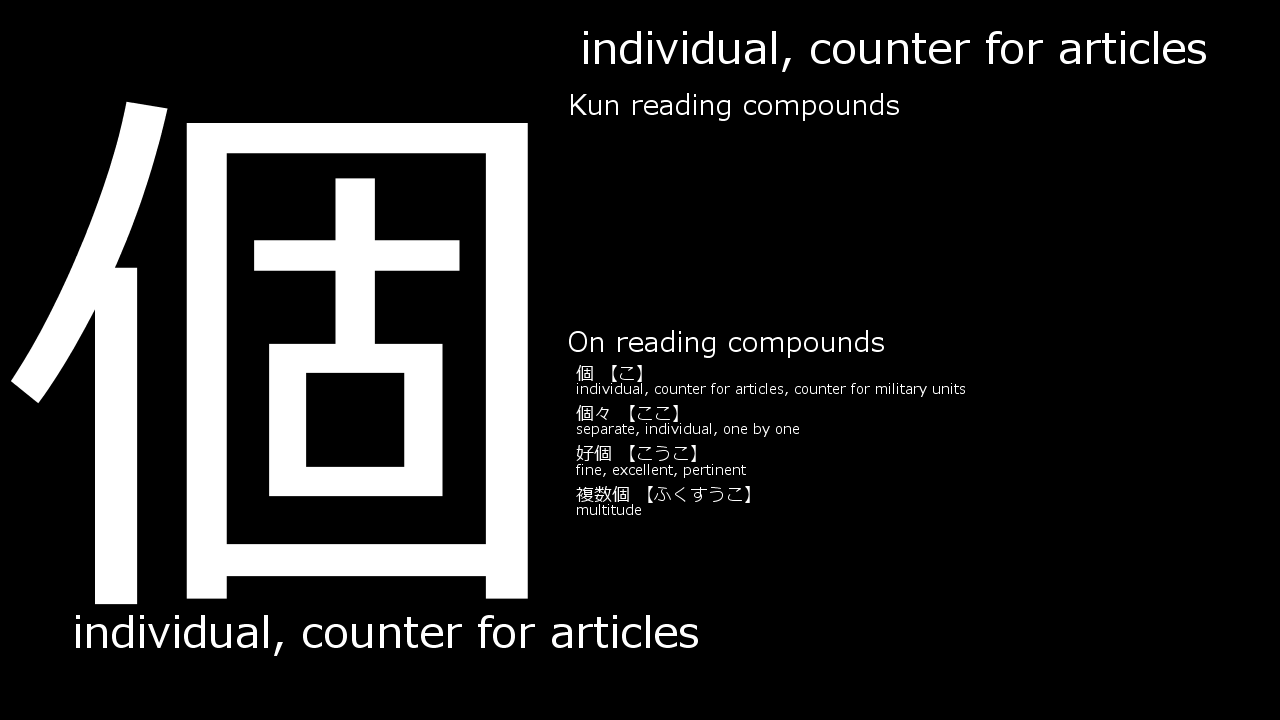 個
individual, counter for articles
individual, counter for articles
Kun reading compounds
On reading compounds
個 【こ】
individual, counter for articles, counter for military units
個々 【ここ】
separate, individual, one by one
好個 【こうこ】
fine, excellent, pertinent
複数個 【ふくすうこ】
multitude